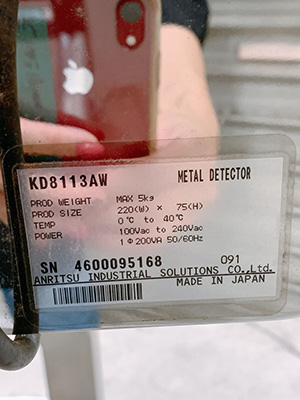 KD8113AW METAL DETECTOR
PROD WEIGHT MAX 5kg
PROD SIZE 220(W) × 75(H)
TEMP 0°C to 40°C
POWER 100Vac to 240Vac
1Φ200VA 50/60Hz
SN 4600095168 091
ANRITSU INDUSTRIAL SOLUTIONS CO.,Ltd.
MADE IN JAPAN